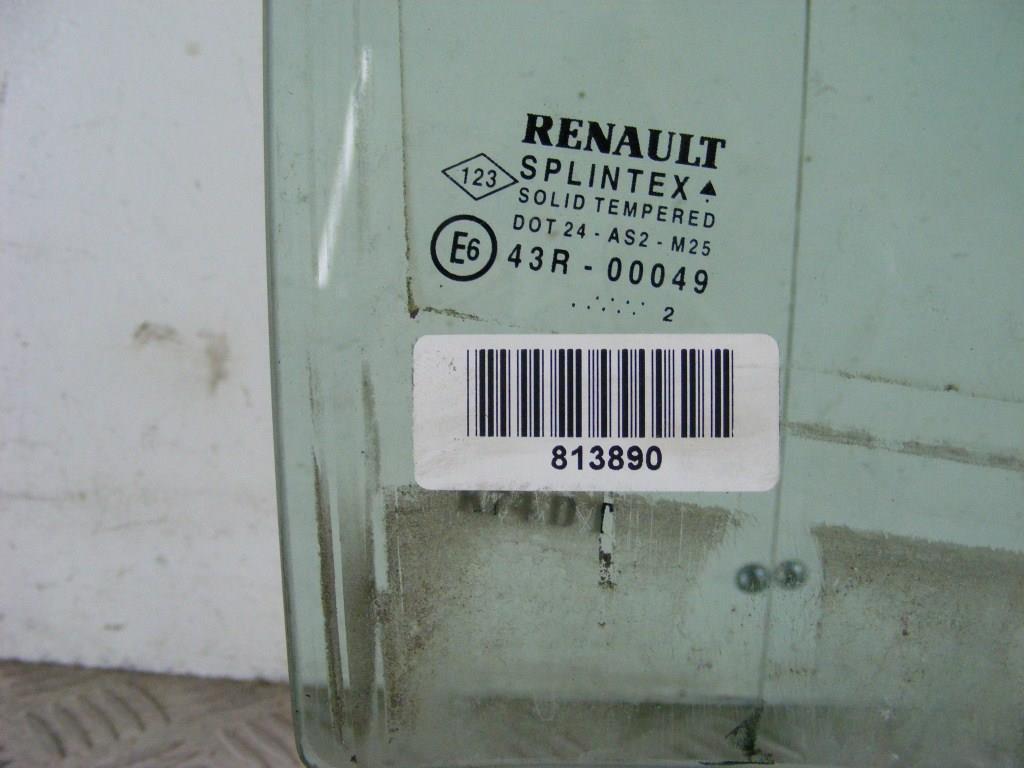 RENAULT
123 SPLINTEX
SOLID TEMPERED
DOT 24 - AS2 - M25
E6 43R - 00049
2
813890